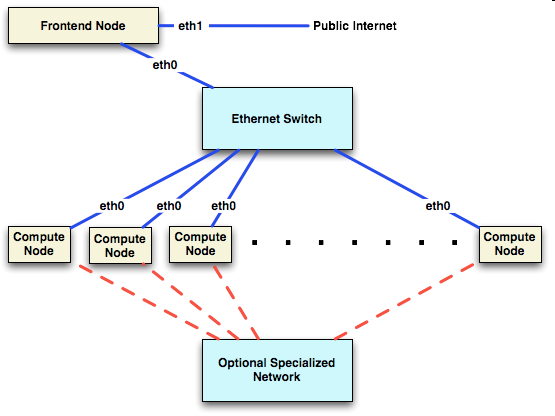 Frontend Node
eth1
Public Internet
eth0
Ethernet Switch
eth0
eth0
eth0
eth0
Compute
Node
Compute
Node
Compute
Node
Compute
Node
Optional Specialized
Network